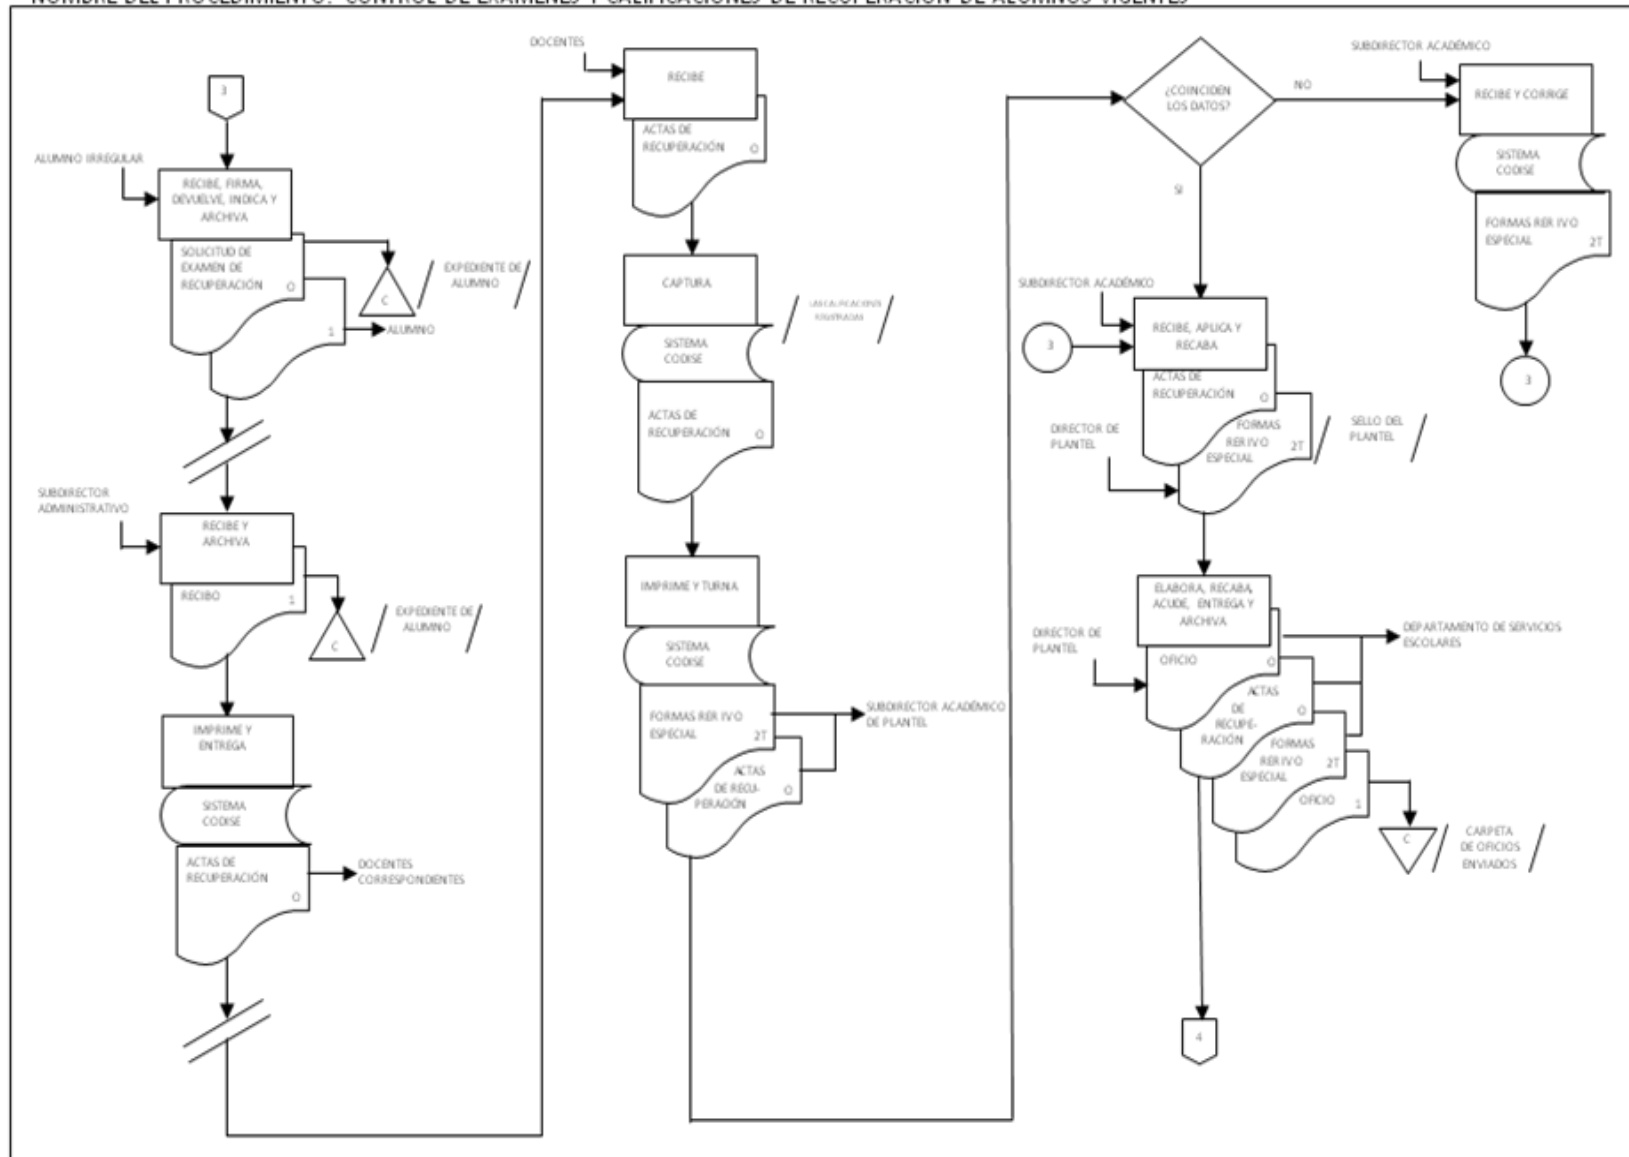 NOMBRE DEL PROCEDIMIENTO: CONTROL DE EXÁMENES Y CALIFICACIONES DE RECUPERACIÓN DE ALUMNOS VIGENTES
3
ALUMNO IRREGULAR
RECIBE, FIRMA,
DEVUELVE, INDICA Y
ARCHIVA
SOLICITUD DE
EXAMEN DE
RECUPERACIÓN
O
1
C
EXPEDIENTE DE
ALUMNO
ALUMNO
SUBDIRECTOR
ADMINISTRATIVO
RECIBE Y
ARCHIVA
RECIBO
1
C
EXPEDIENTE DE
ALUMNO
IMPRIME Y
ENTREGA
SISTEMA
CODISE
ACTAS DE
RECUPERACIÓN
O
DOCENTES
CORRESPONDIENTES
DOCENTES
RECIBE
ACTAS DE
RECUPERACIÓN
O
CAPTURA
SISTEMA
CODISE
ACTAS DE
RECUPERACIÓN
O
IMPRIME Y TURNA
SISTEMA
CODISE
FORMAS RER IV O
ESPECIAL
2T
ACTAS
DE RECU-
PERACIÓN
O
SUBDIRECTOR ACADÉMICO
DE PLANTEL
¿COINCIDEN
LOS DATOS?
NO
SI
SUBDIRECTOR ACADÉMICO
RECIBE Y CORRIGE
SISTEMA
CODISE
FORMAS RER IV O
ESPECIAL
2T
3
SUBDIRECTOR ACADÉMICO
3
RECIBE, APLICA Y
RECABA
ACTAS DE
RECUPERACIÓN
O
FORMAS
RER IV O
ESPECIAL
2T
SELLO DEL
PLANTEL
DIRECTOR DE
PLANTEL
ELABORA, RECABA,
ACUDE, ENTREGA Y
ARCHIVA
DIRECTOR DE
PLANTEL
OFICIO
O
ACTAS
DE
RECUPE-
RACIÓN
O
FORMAS
RER IV O
ESPECIAL
2T
OFICIO
1
DEPARTAMENTO DE SERVICIOS
ESCOLARES
C
CARPETA
DE OFICIOS
ENVIADOS
4